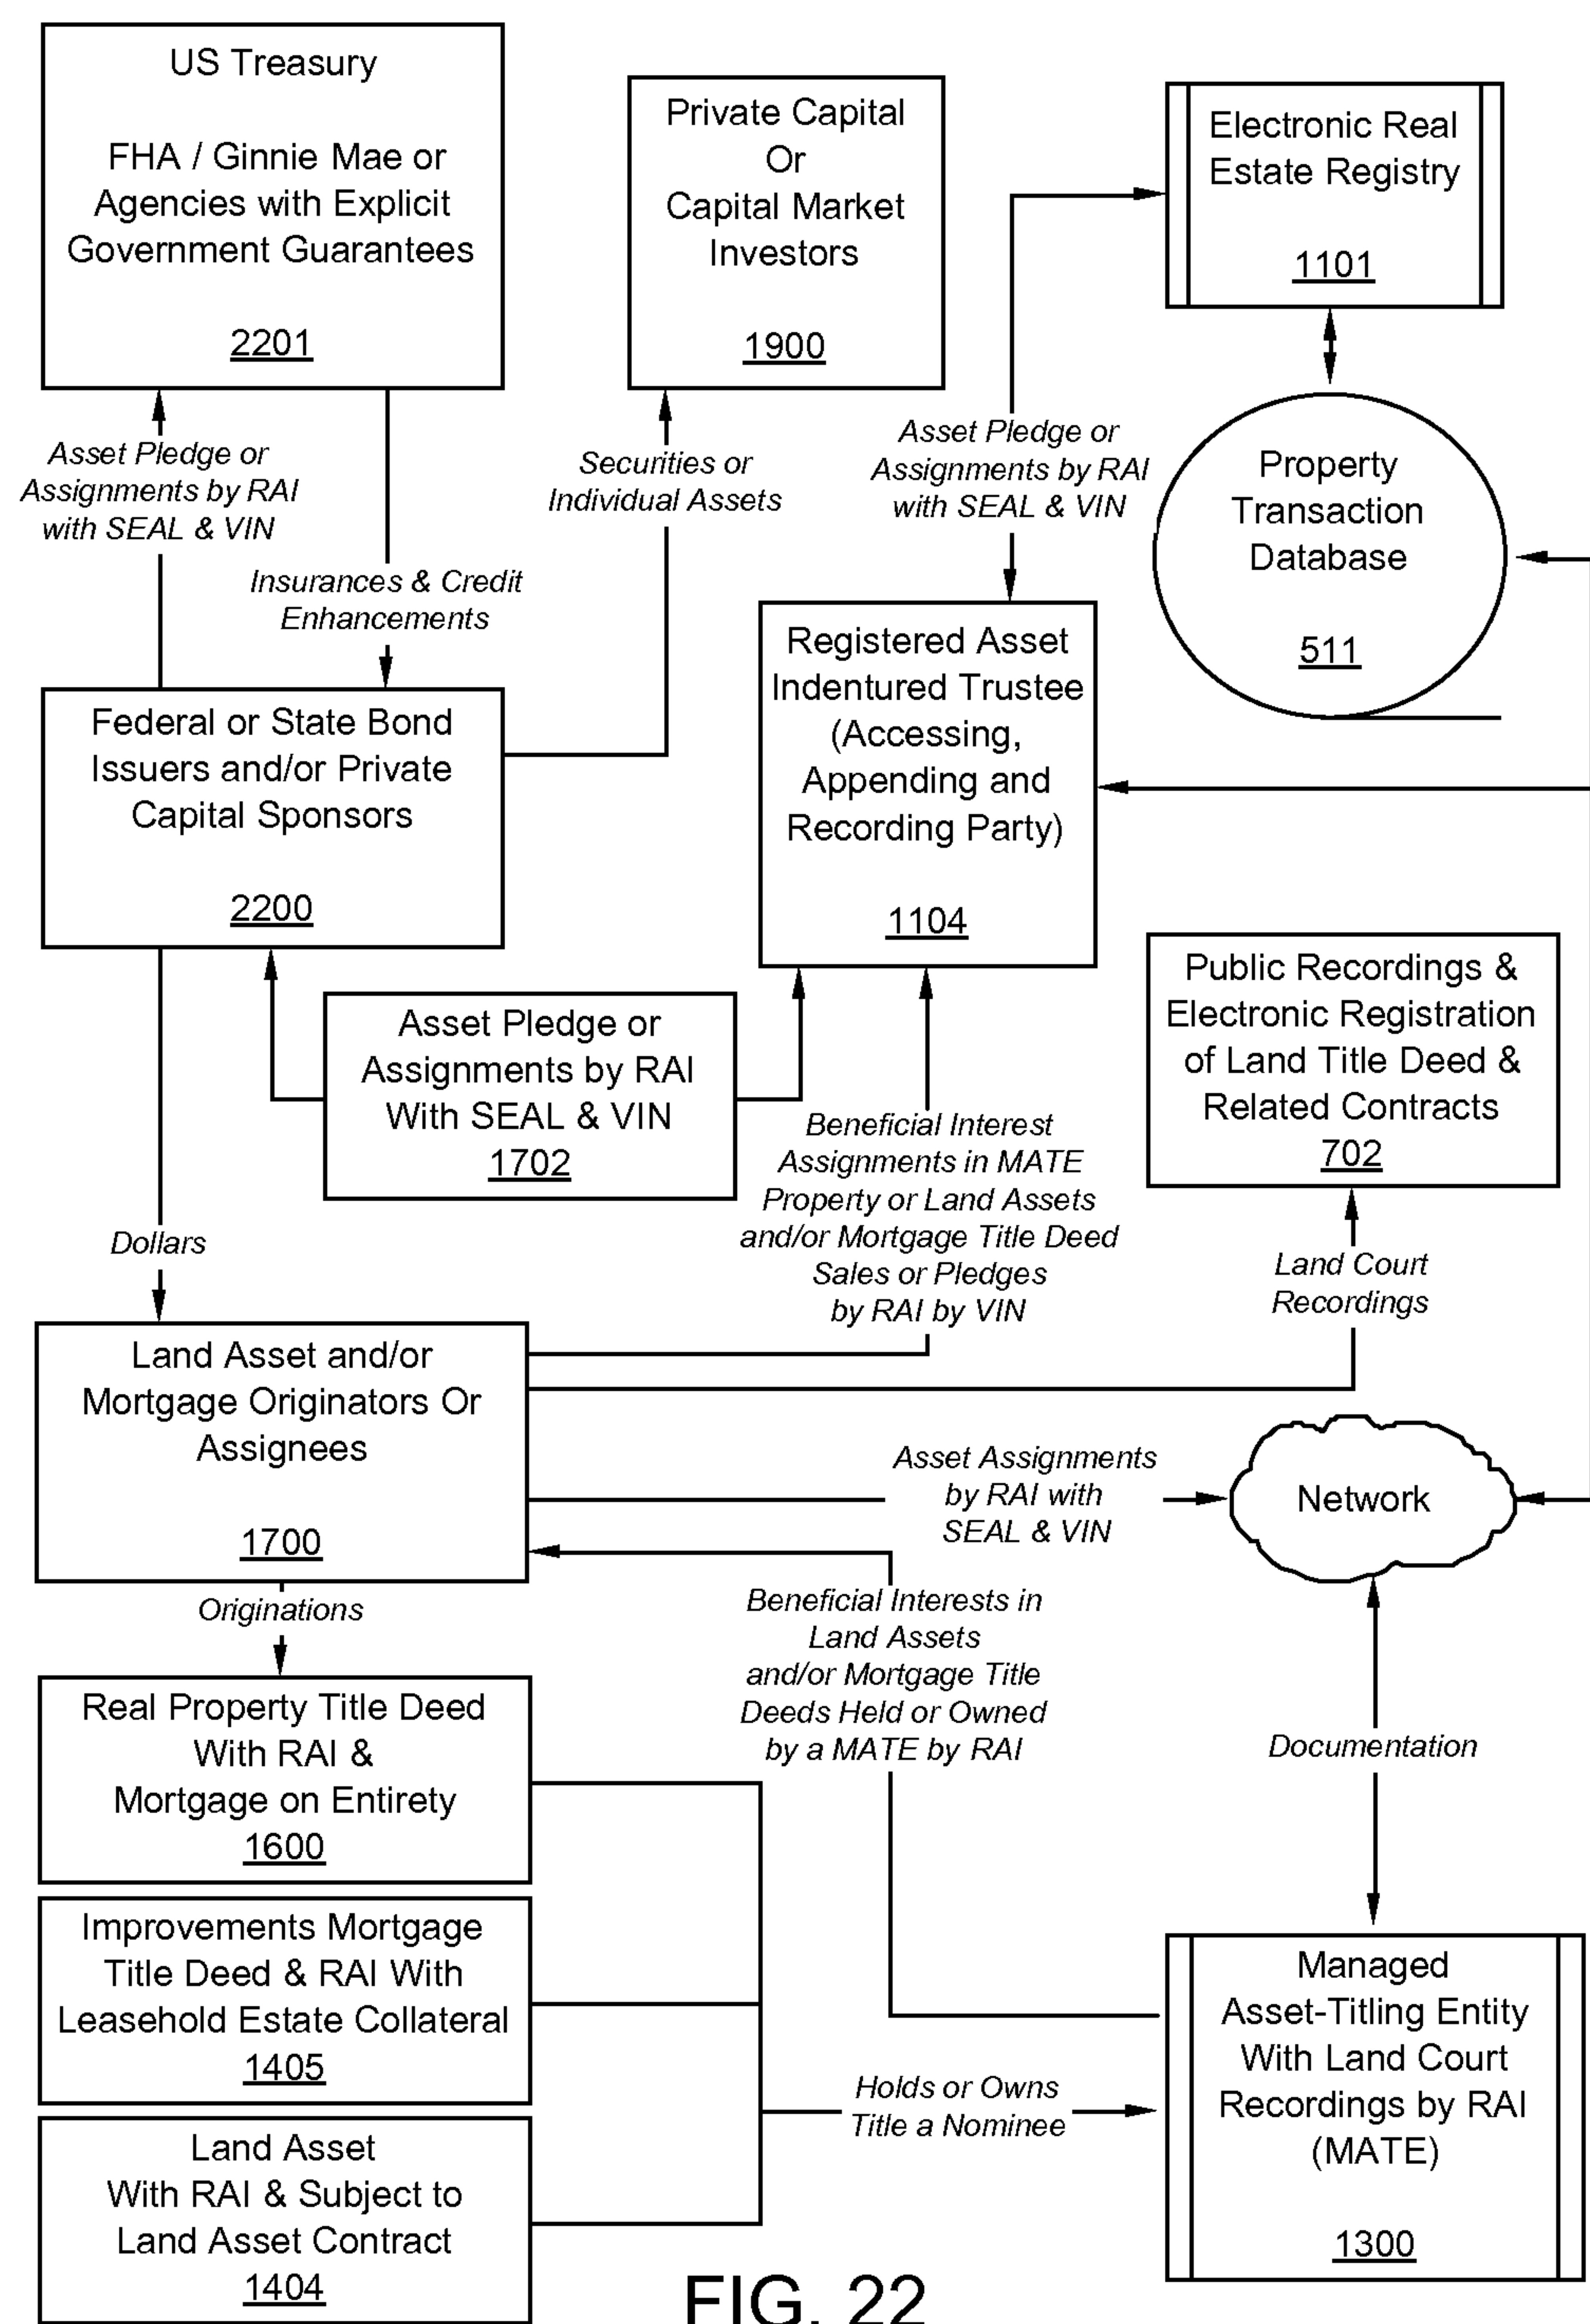 US Treasury
FHA / Ginnie Mae or
Agencies with Explicit
Government Guarantees
2201
Private Capital
Or
Capital Market
Investors
1900
Electronic Real
Estate Registry
1101
Asset Pledge or
Assignments by RAI
with SEAL & VIN
Insurances & Credit
Enhancements
Securities or
Individual Assets
Asset Pledge or
Assignments by RAI
with SEAL & VIN
Property
Transaction
Database
511
Federal or State Bond
Issuers and/or Private
Capital Sponsors
2200
Registered Asset
Indentured Trustee
(Accessing,
Appending and
Recording Party)
1104
Asset Pledge or
Assignments by RAI
With SEAL & VIN
1702
Public Recordings &
Electronic Registration
of Land Title Deed &
Related Contracts
702
Dollars
Beneficial Interest
Assignments in MATE
Property or Land Assets
and/or Mortgage Title Deed
Sales or Pledges
by RAI by VIN
Land Court
Recordings
Land Asset and/or
Mortgage Originators Or
Assignees
1700
Asset Assignments
by RAI with
SEAL & VIN
Network
Originations
Beneficial Interests in
Land Assets
and/or Mortgage Title
Deeds Held or Owned
by a MATE by RAI
Documentation
Real Property Title Deed
With RAI &
Mortgage on Entirety
1600
Improvements Mortgage
Title Deed & RAI With
Leasehold Estate Collateral
1405
Land Asset
With RAI & Subject to
Land Asset Contract
1404
Holds or Owns
Title a Nominee
Managed
Asset-Titling Entity
With Land Court
Recordings by RAI
(MATE)
1300
FIG. 22